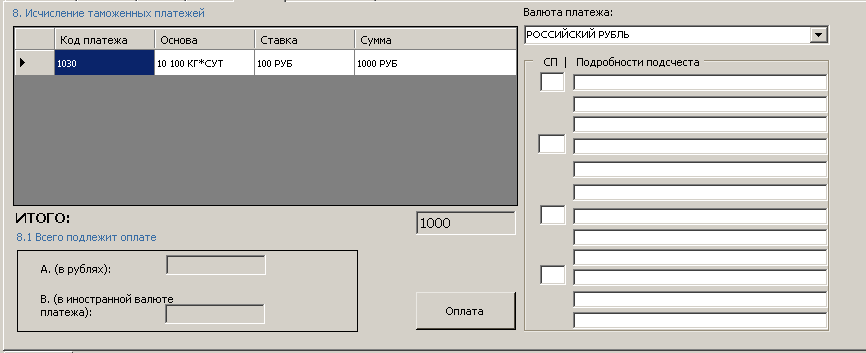 8. Исчисление таможенных платежей
Код платежа Основа Ставка Сумма
1030 10 100 КГ*СУТ 100 РУБ 1000 РУБ
ИТОГО: 1000
8.1 Всего подлежит оплате
А. (в рублях):
В. (в иностранной валюте
платежа):
Оплата
Валюта платежа:
РОССИЙСКИЙ РУБЛЬ
СП | Подробности подсчеста